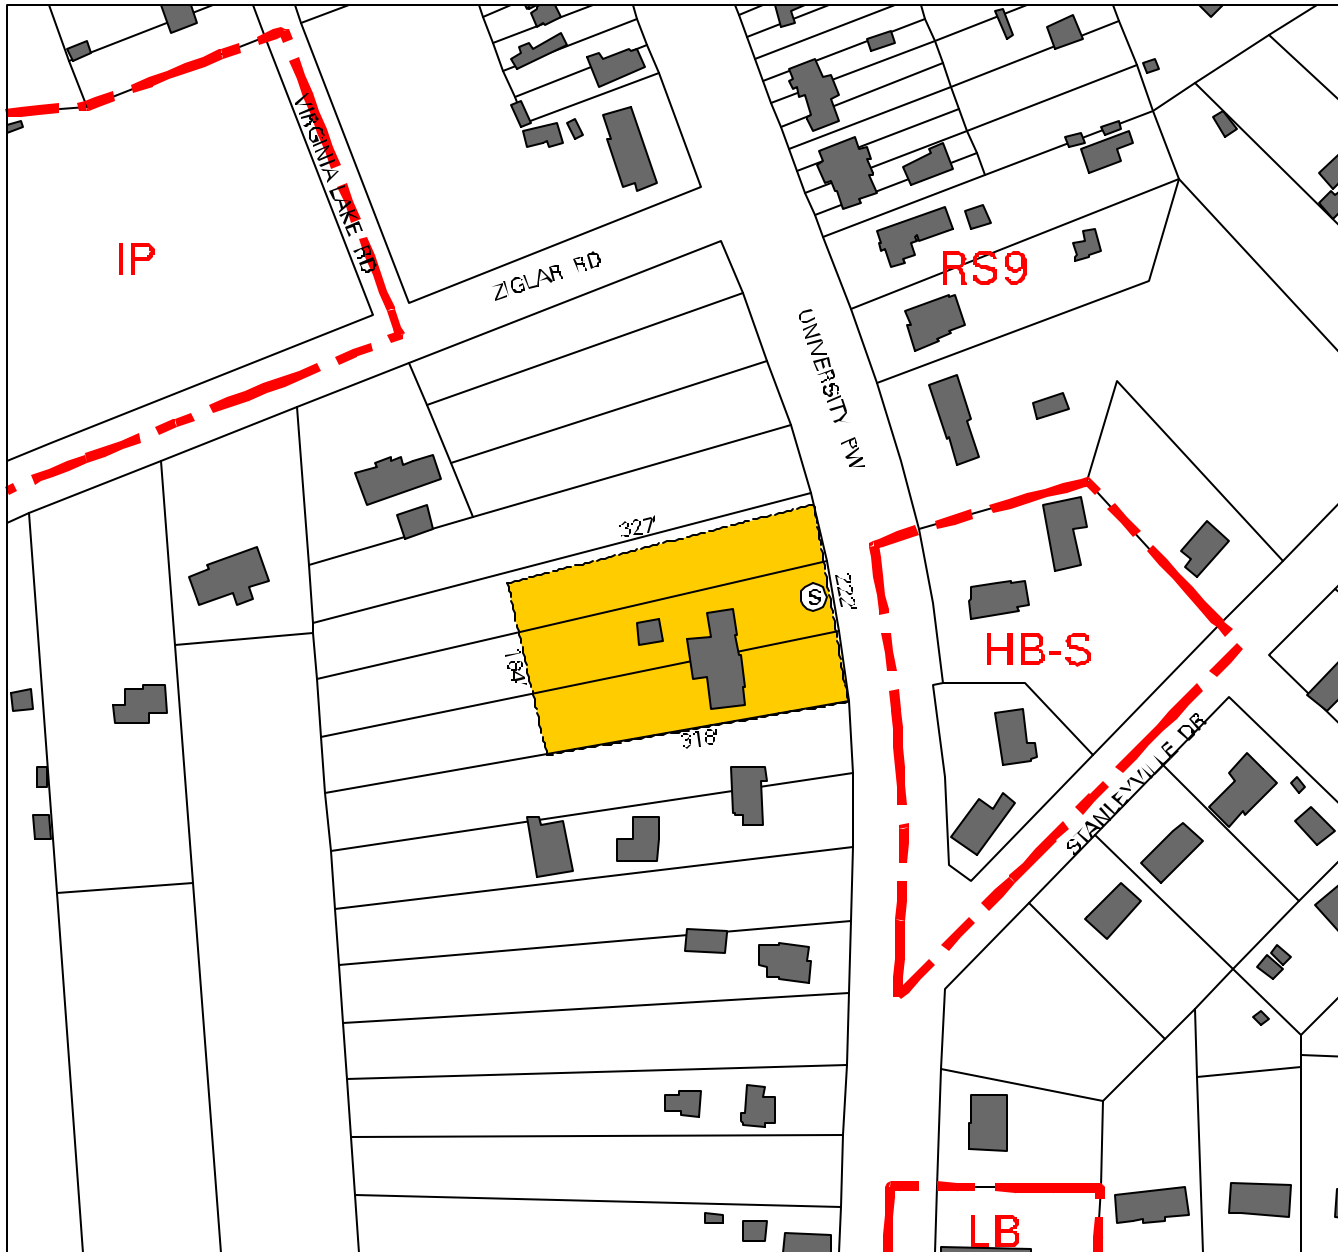 VIRGINIA LAKE RD
IP
ZIGLAR RD
RS9
UNIVERSITY PW
327'
222'
S
184'
HB-S
318'
STANLEYVILLE DR
LB